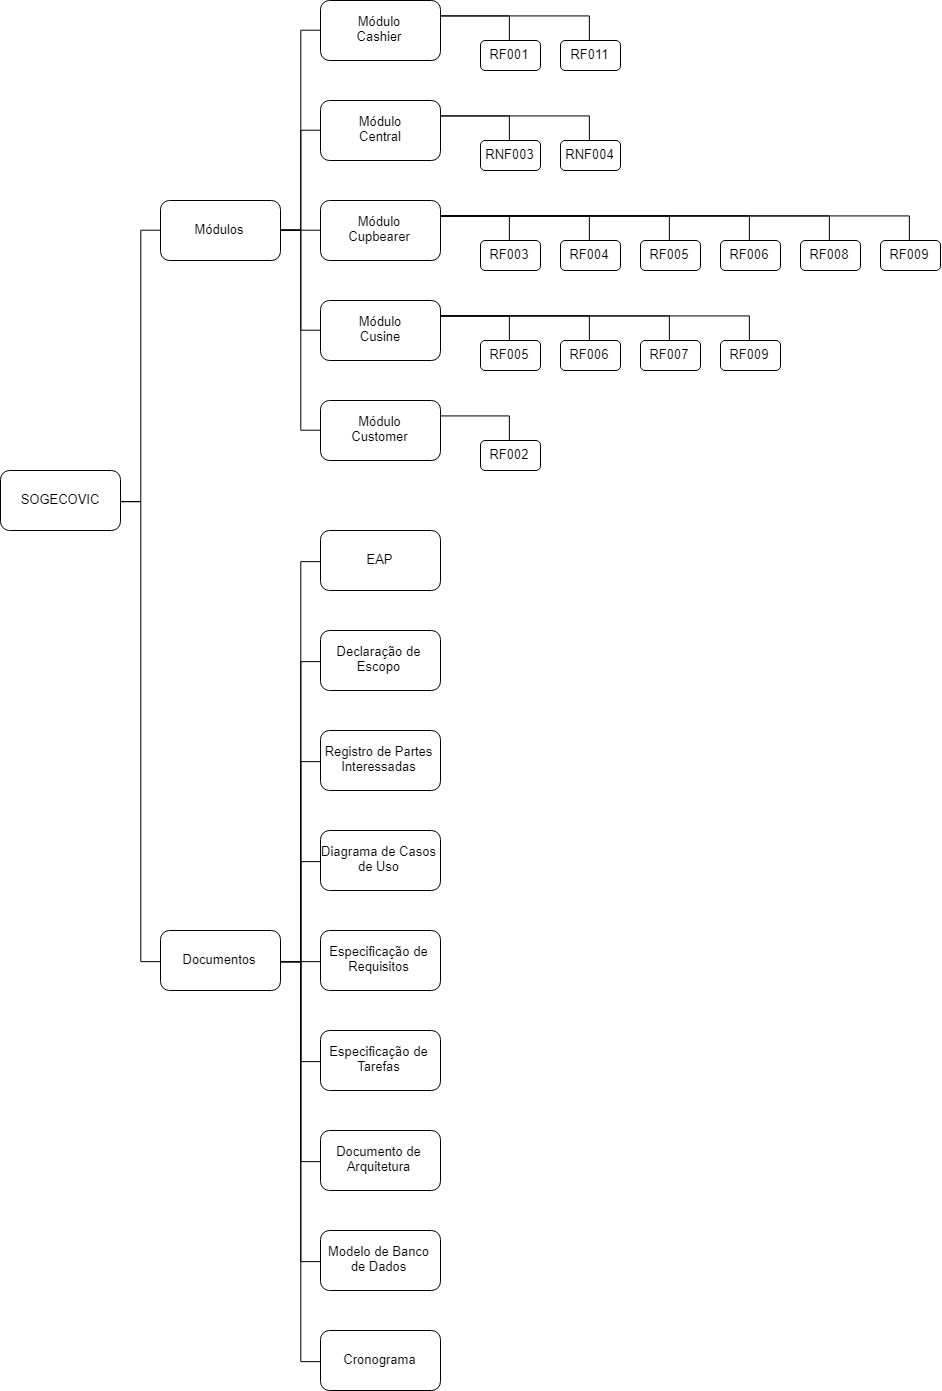 Módulo
Cashier
RF001
RF011
Módulo
Central
RNF003
RNF004
Módulos
Módulo
Cupbearer
RF003
RF004
RF005
RF006
RF008
RF009
Módulo
Cusine
RF005
RF006
RF007
RF009
Módulo
Customer
RF002
SOGECOVIC
EAP
Declaração de
Escopo
Registro de Partes
Interessadas
Diagrama de Casos
de Uso
Documentos
Especificação de
Requisitos
Especificação de
Tarefas
Documento de
Arquitetura
Modelo de Banco
de Dados
Cronograma